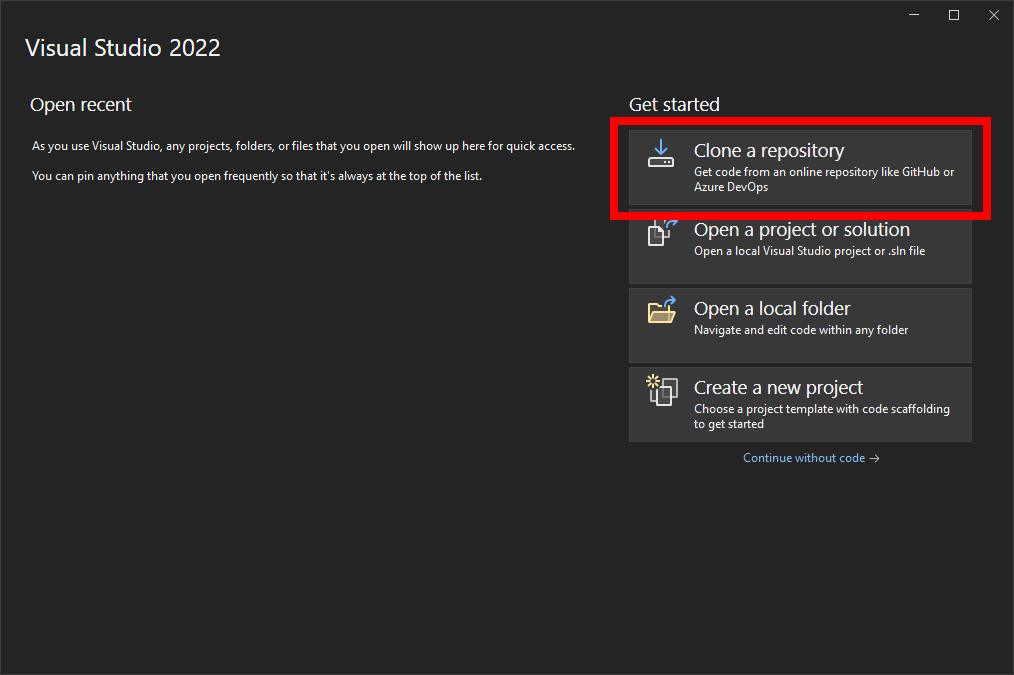 Visual Studio 2022
Open recent
As you use Visual Studio, any projects, folders, or files that you open will show up here for quick access.
You can pin anything that you open frequently so that it's always at the top of the list.
Get started
Clone a repository
Get code from an online repository like GitHub or
Azure DevOps
Open a project or solution
Open a local Visual Studio project or .sln file
Open a local folder
Navigate and edit code within any folder
Create a new project
Choose a project template with code scaffolding
to get started
Continue without code →